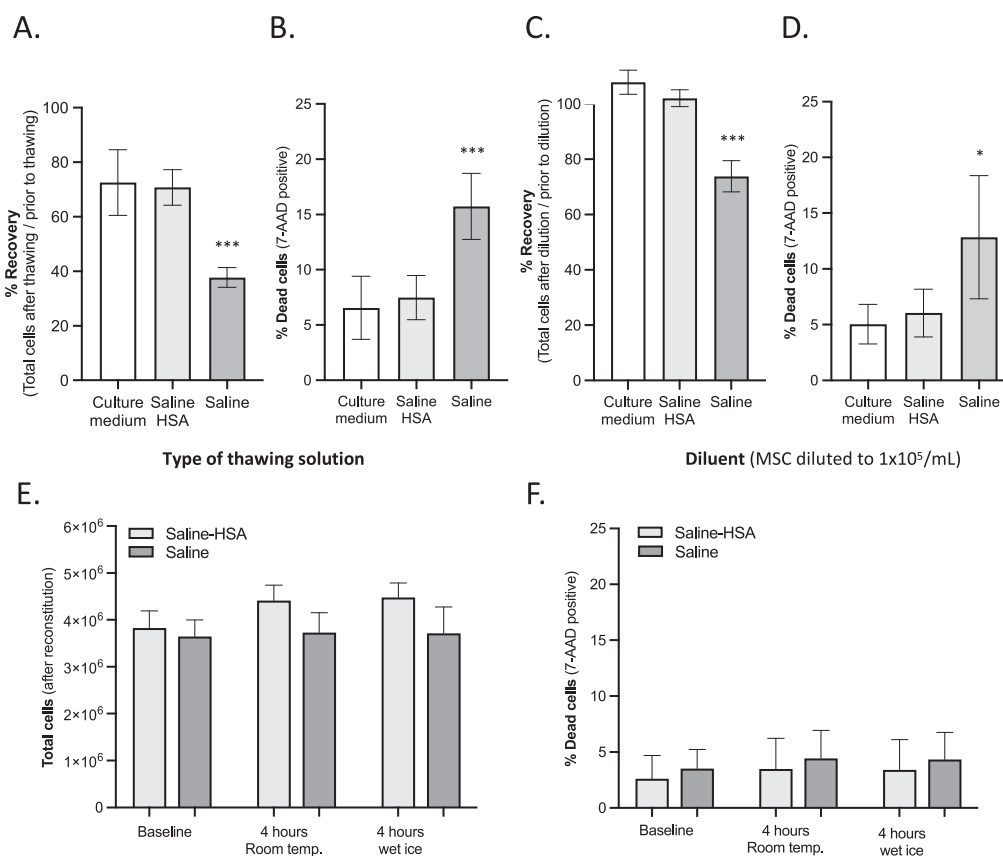 A.
% Recovery
(Total cells after thawing / prior to thawing)
100
80
60
40
20
0
***
Culture medium
Saline HSA
Saline
B.
% Dead cells (7-AAD positive)
25
20
15
10
5
0
***
Culture medium
Saline HSA
Saline
Type of thawing solution
C.
% Recovery
(Total cells after dilution / prior to dilution)
100
80
60
40
20
0
***
Culture medium
Saline HSA
Saline
D.
% Dead cells (7-AAD positive)
25
20
15
10
5
0
*
Culture medium
Saline HSA
Saline
Diluent (MSC diluted to 1x10⁵/mL)
E.
Total cells (after reconstitution)
6×10⁶
5×10⁶
4×10⁶
3×10⁶
2×10⁶
1×10⁶
0
Saline-HSA
Saline
Baseline
4 hours
Room temp.
4 hours
wet ice
F.
% Dead cells (7-AAD positive)
25
20
15
10
5
0
Saline-HSA
Saline
Baseline
4 hours
Room temp.
4 hours
wet ice